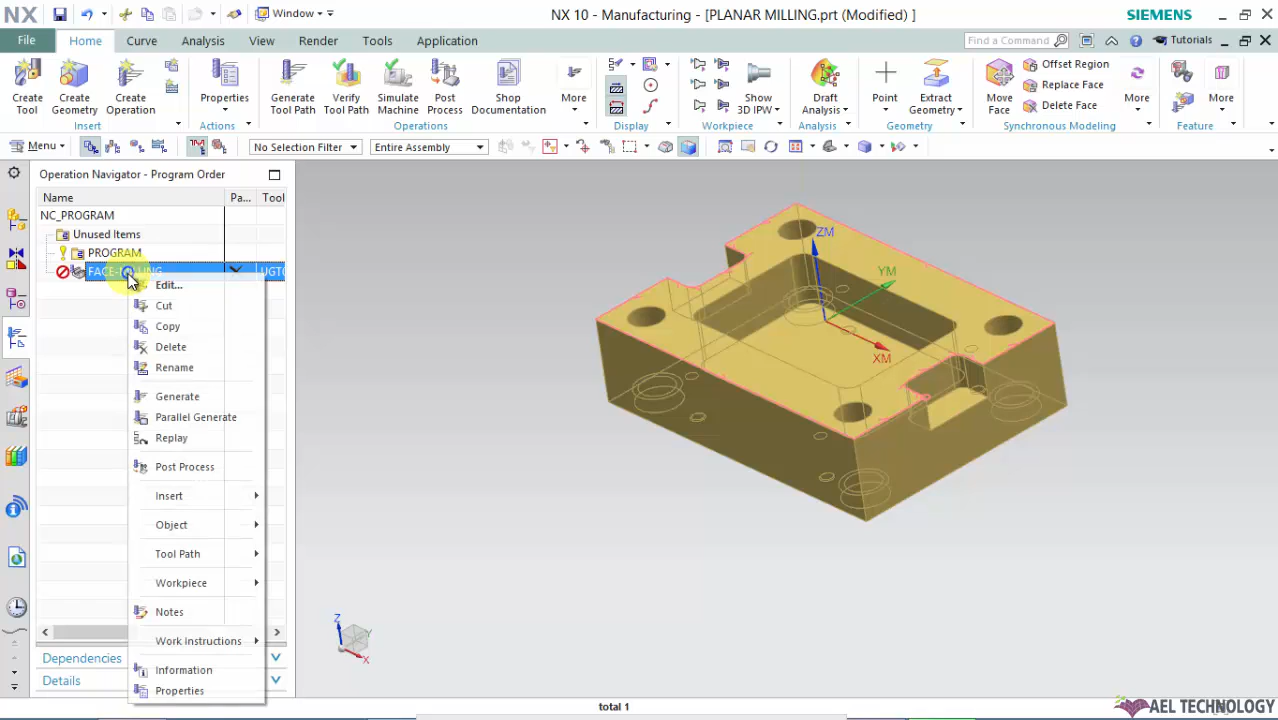 NX
Window
NX 10 - Manufacturing - [PLANAR MILLING.prt (Modified) ]
SIEMENS
File
Home
Curve
Analysis
View
Render
Tools
Application
Find a Command
Tutorials
Create Tool
Create Geometry
Create Operation
Insert
Properties
Actions
Generate Tool Path
Verify Tool Path
Simulate Machine
Post Process
Shop Documentation
More
Operations
Display
Show 3D IPW
Workpiece
Draft Analysis
Analysis
Point
Extract Geometry
Geometry
Move Face
Offset Region
Replace Face
Delete Face
More
Synchronous Modeling
More
Feature
Menu
No Selection Filter
Entire Assembly
Operation Navigator - Program Order
Name
Pa...
Tool
NC_PROGRAM
Unused Items
PROGRAM
Edit...
Cut
Copy
Delete
Rename
Generate
Parallel Generate
Replay
Post Process
Insert
Object
Tool Path
Workpiece
Notes
Work Instructions
Information
Properties
Dependencies
Details
ZM
YM
XM
Z
Y
X
total 1
AEL TECHNOLOGY